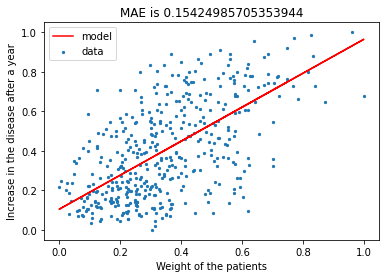 MAE is 0.15424985705353944
model
data
Increase in the disease after a year
1.0
0.8
0.6
0.4
0.2
0.0
0.0 0.2 0.4 0.6 0.8 1.0
Weight of the patients